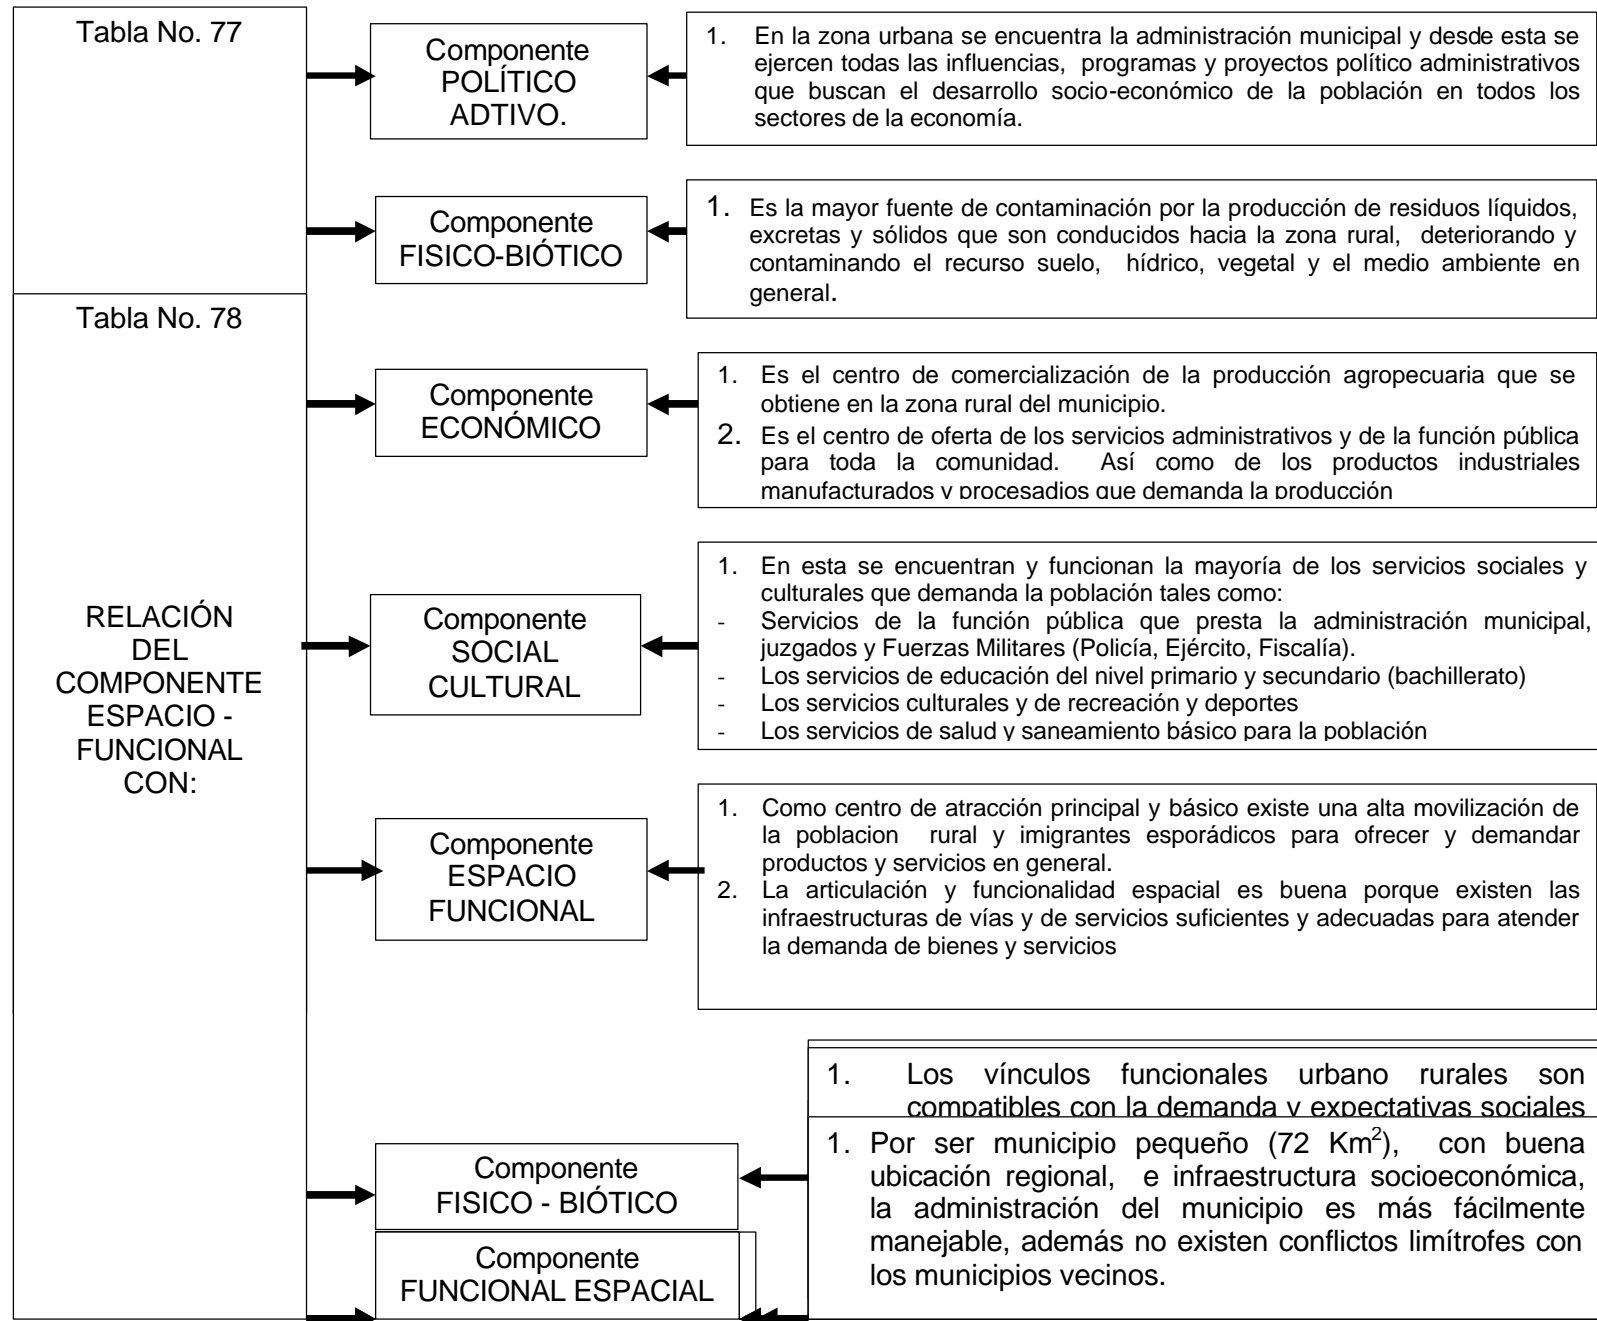 Tabla No. 77
Componente
POLÍTICO
ADTIVO.
1. En la zona urbana se encuentra la administración municipal y desde esta se
ejercen todas las influencias, programas y proyectos político administrativos
que buscan el desarrollo socio-económico de la población en todos los
sectores de la economía.
Componente
FISICO-BIÓTICO
1. Es la mayor fuente de contaminación por la producción de residuos líquidos,
excretas y sólidos que son conducidos hacia la zona rural, deteriorando y
contaminando el recurso suelo, hídrico, vegetal y el medio ambiente en
general.
Tabla No. 78
RELACIÓN
DEL
COMPONENTE
ESPACIO -
FUNCIONAL
CON:
Componente
ECONÓMICO
1. Es el centro de comercialización de la producción agropecuaria que se
obtiene en la zona rural del municipio.
2. Es el centro de oferta de los servicios administrativos y de la función pública
para toda la comunidad. Así como de los productos industriales
manufacturados y procesadios que demanda la producción
Componente
SOCIAL
CULTURAL
1. En esta se encuentran y funcionan la mayoría de los servicios sociales y
culturales que demanda la población tales como:
- Servicios de la función pública que presta la administración municipal,
juzgados y Fuerzas Militares (Policía, Ejército, Fiscalía).
- Los servicios de educación del nivel primario y secundario (bachillerato)
- Los servicios culturales y de recreación y deportes
- Los servicios de salud y saneamiento básico para la población
Componente
ESPACIO
FUNCIONAL
1. Como centro de atracción principal y básico existe una alta movilización de
la poblacion rural y imigrantes esporádicos para ofrecer y demandar
productos y servicios en general.
2. La articulación y funcionalidad espacial es buena porque existen las
infraestructuras de vías y de servicios suficientes y adecuadas para atender
la demanda de bienes y servicios
1. Los vínculos funcionales urbano rurales son
compatibles con la demanda y expectativas sociales
Componente
FISICO - BIÓTICO
1. Por ser municipio pequeño (72 Km²), con buena
ubicación regional, e infraestructura socioeconómica,
la administración del municipio es más fácilmente
manejable, además no existen conflictos limítrofes con
los municipios vecinos.
Componente
FUNCIONAL ESPACIAL